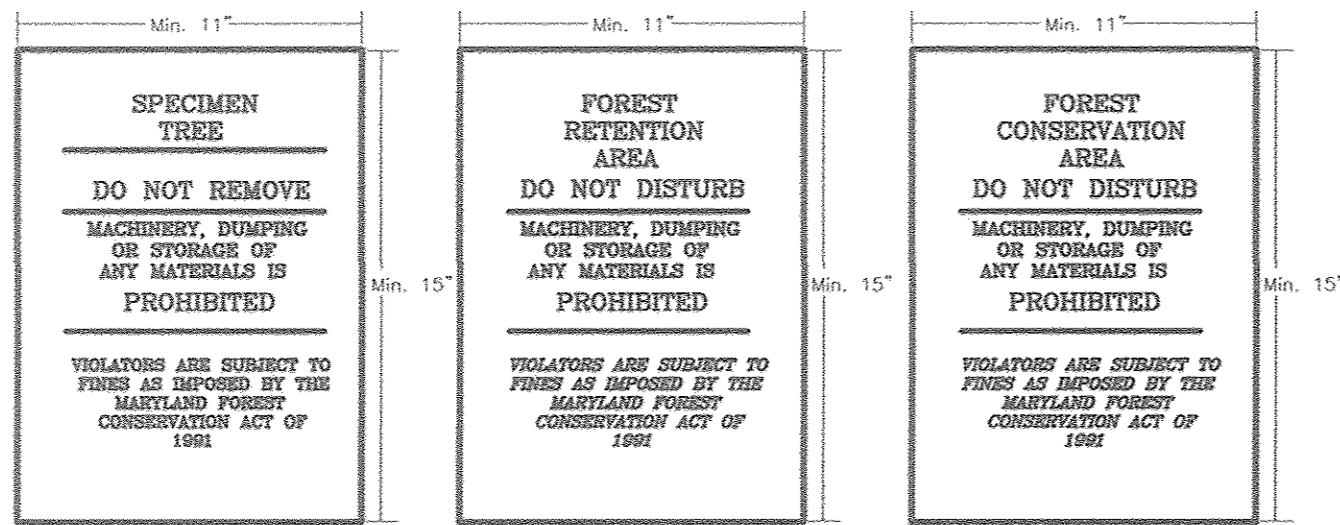 Min. 11"
SPECIMEN
TREE
DO NOT REMOVE
MACHINERY, DUMPING
OR STORAGE OF
ANY MATERIALS IS
PROHIBITED
VIOLATORS ARE SUBJECT TO
FINES AS IMPOSED BY THE
MARYLAND FOREST
CONSERVATION ACT OF
1991
Min. 15"
Min. 11"
FOREST
RETENTION
AREA
DO NOT DISTURB
MACHINERY, DUMPING
OR STORAGE OF
ANY MATERIALS IS
PROHIBITED
VIOLATORS ARE SUBJECT TO
FINES AS IMPOSED BY THE
MARYLAND FOREST
CONSERVATION ACT OF
1991
Min. 15"
Min. 11"
FOREST
CONSERVATION
AREA
DO NOT DISTURB
MACHINERY, DUMPING
OR STORAGE OF
ANY MATERIALS IS
PROHIBITED
VIOLATORS ARE SUBJECT TO
FINES AS IMPOSED BY THE
MARYLAND FOREST
CONSERVATION ACT OF
1991
Min. 15"